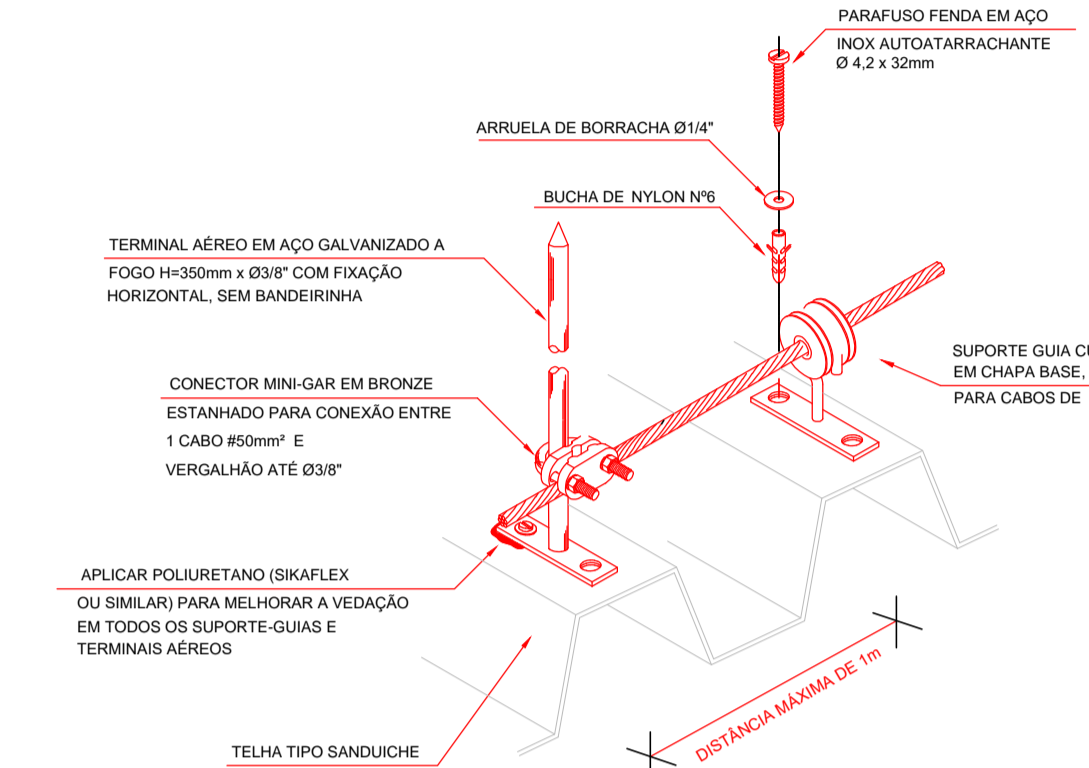 PARAFUSO FENDA EM AÇO
INOX AUTOATARRACHANTE
Ø 4,2 x 32mm
ARRUELA DE BORRACHA Ø1/4"
BUCHA DE NYLON Nº6
TERMINAL AÉREO EM AÇO GALVANIZADO A
FOGO H=350mm x Ø3/8" COM FIXAÇÃO
HORIZONTAL, SEM BANDEIRINHA
SUPORTE GUIA
EM CHAPA BASE,
PARA CABOS DE
CONECTOR MINI-GAR EM BRONZE
ESTANHADO PARA CONEXÃO ENTRE
1 CABO #50mm² E
VERGALHÃO ATÉ Ø3/8"
APLICAR POLIURETANO (SIKAFLEX
OU SIMILAR) PARA MELHORAR A VEDAÇÃO
EM TODOS OS SUPORTE-GUIAS E
TERMINAIS AÉREOS
DISTÂNCIA MÁXIMA DE 1m
TELHA TIPO SANDUICHE